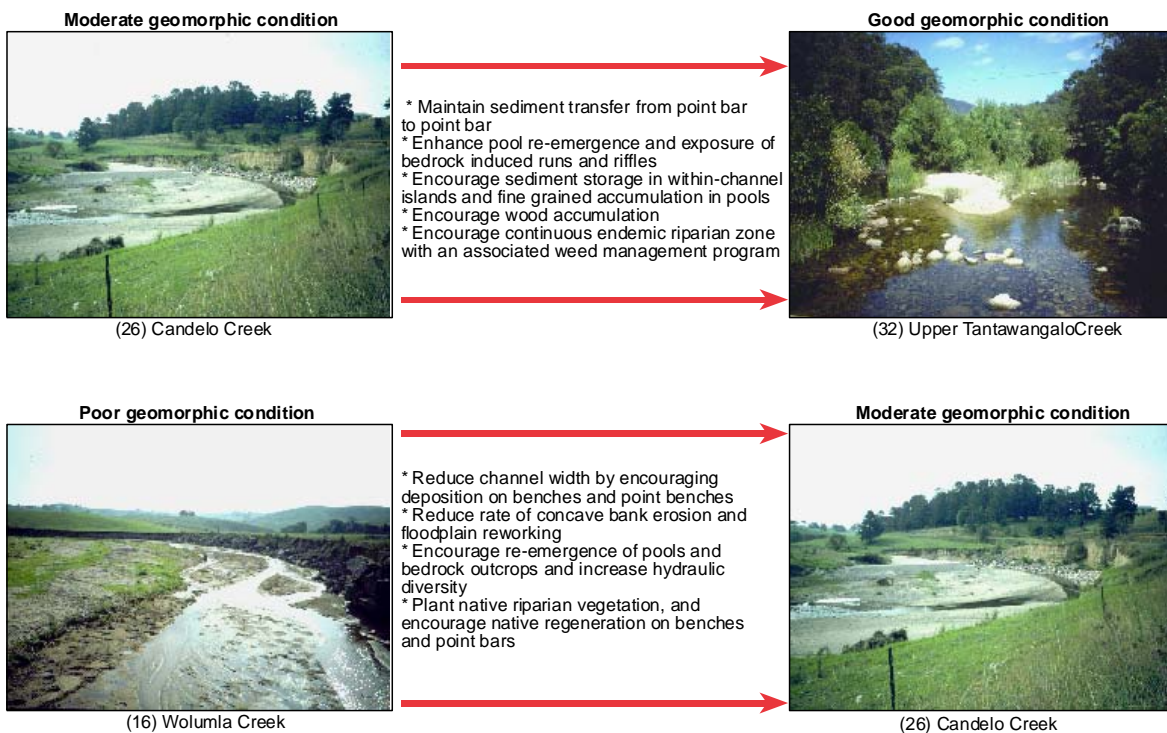 Moderate geomorphic condition
Good geomorphic condition
* Maintain sediment transfer from point bar
to point bar
* Enhance pool re-emergence and exposure of
bedrock induced runs and riffles
* Encourage sediment storage in within-channel
islands and fine grained accumulation in pools
* Encourage wood accumulation
* Encourage continuous endemic riparian zone
with an associated weed management program
(26) Candelo Creek
(32) Upper TantawangaloCreek
Poor geomorphic condition
Moderate geomorphic condition
* Reduce channel width by encouraging
deposition on benches and point benches
* Reduce rate of concave bank erosion and
floodplain reworking
* Encourage re-emergence of pools and
bedrock outcrops and increase hydraulic
diversity
* Plant native riparian vegetation, and
encourage native regeneration on benches
and point bars
(16) Wolumla Creek
(26) Candelo Creek